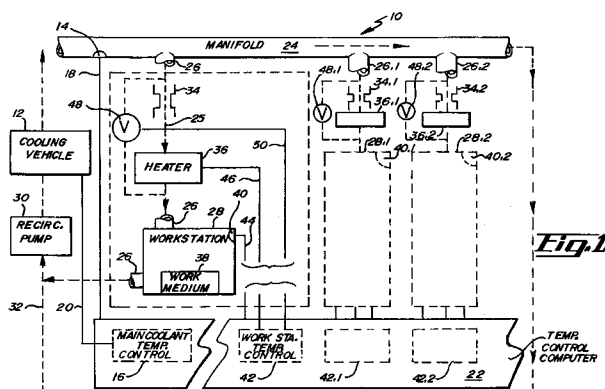 10
14
MANIFOLD 24
18
26
26.1
26.2
48
34
25
48.1
34.1
48.2
34.2
36.1
36.2
12
COOLING VEHICLE
50
HEATER
36
46
28.1
28.2
40.1
40.2
30
RECIRC. PUMP
26
28
40
WORKSTATION
44
38
WORK MEDIUM
26
32
20
Fig.1
MAIN COOLANT TEMP. CONTROL
16
WORK STA. TEMP. CONTROL
42
42.1
42.2
22
TEMP. CONTROL COMPUTER
V
V
V